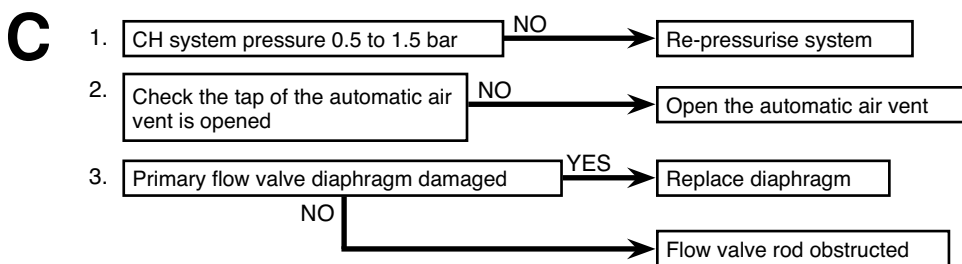 C
1. CH system pressure 0.5 to 1.5 bar NO Re-pressurise system
2. Check the tap of the automatic air vent is opened NO Open the automatic air vent
3. Primary flow valve diaphragm damaged YES Replace diaphragm
NO Flow valve rod obstructed